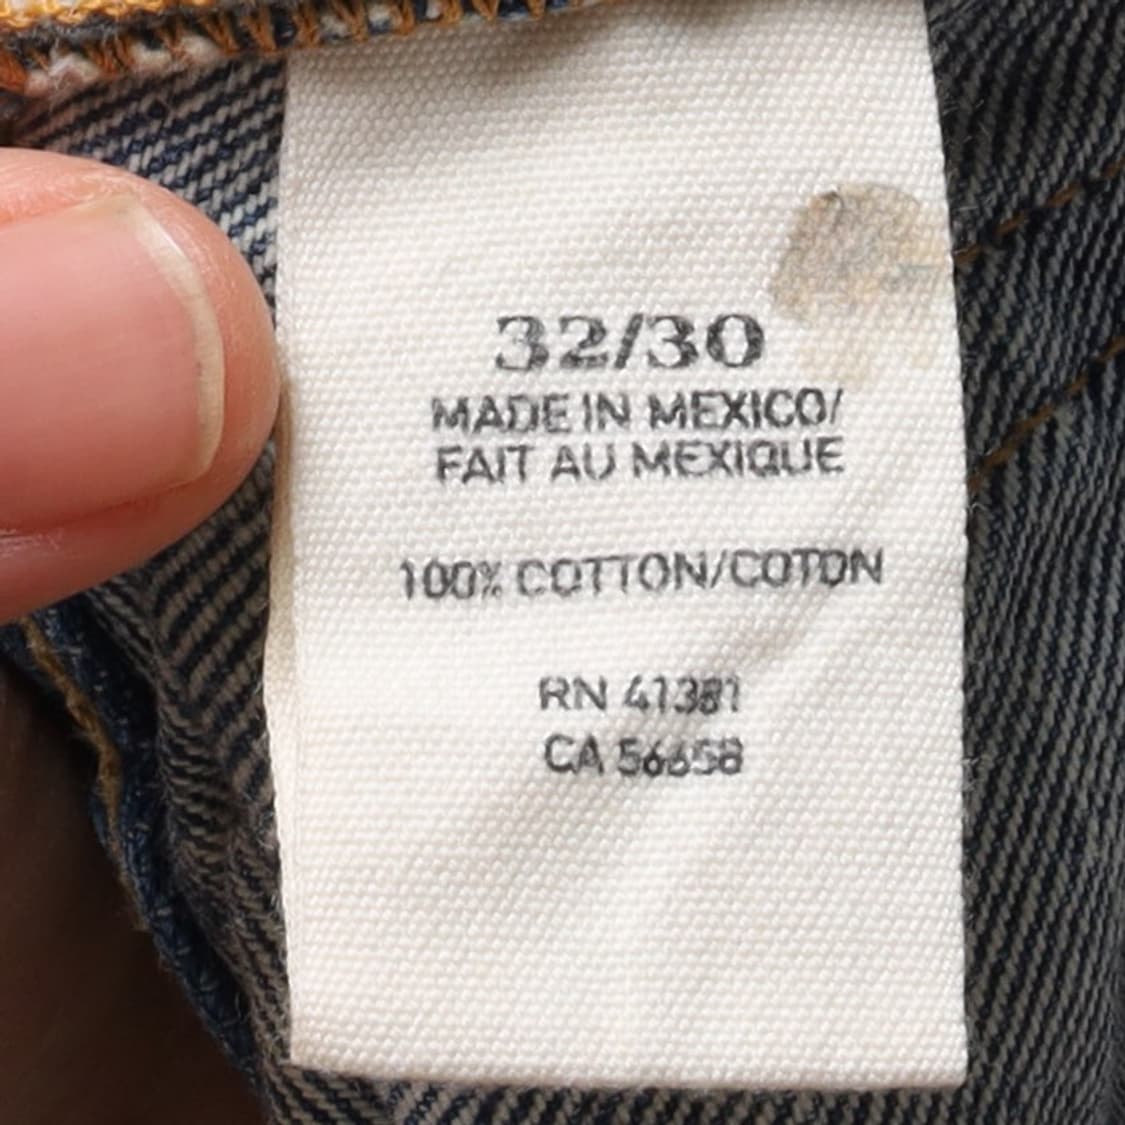 32/30
MADE IN MEXICO/
FAIT AU MEXIQUE
100% COTTON/COTON
RN 41381
CA 56658